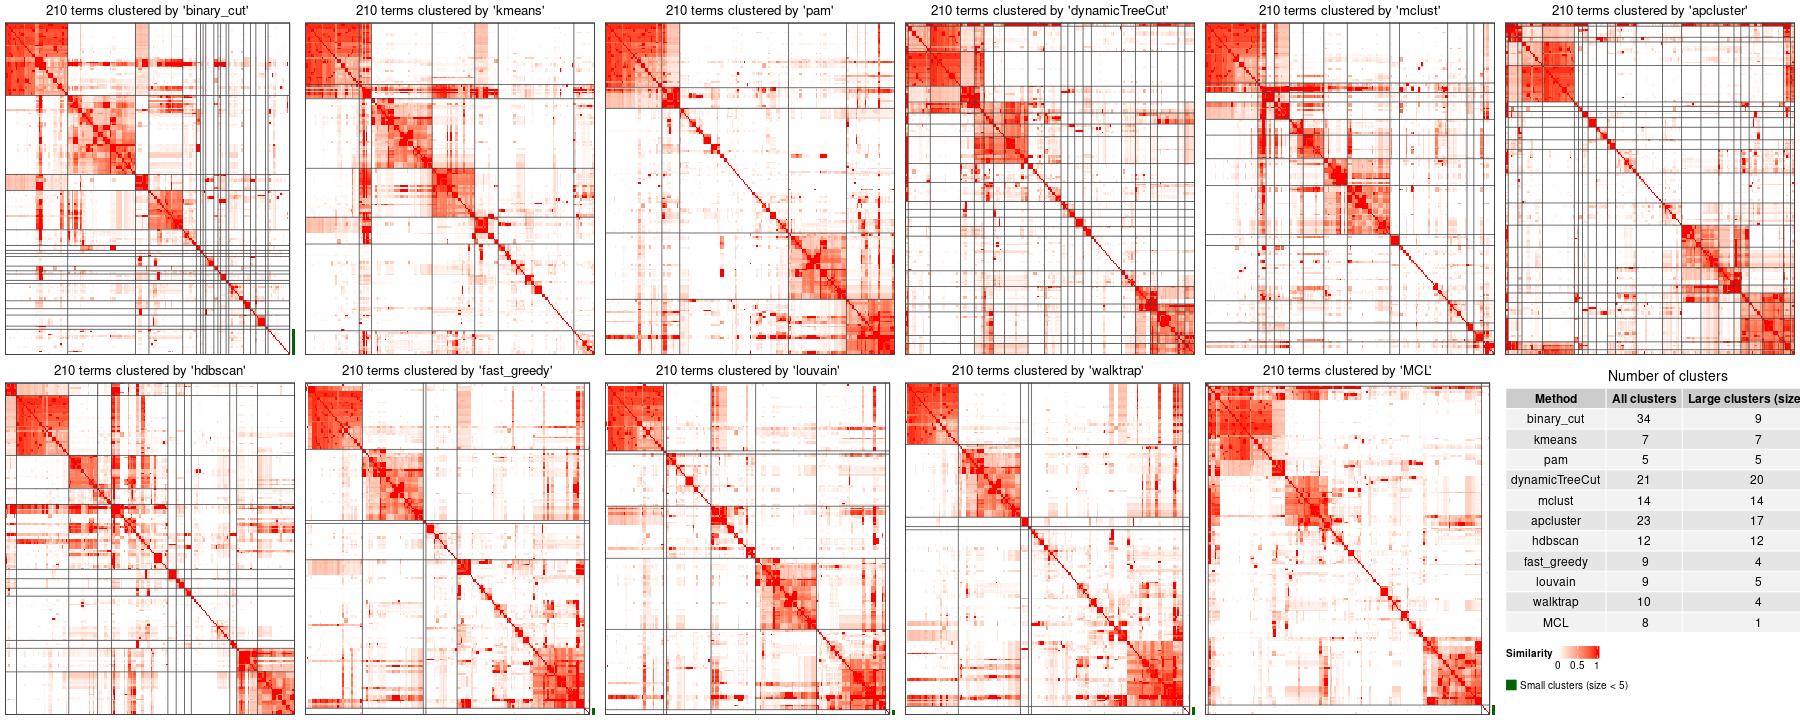 210 terms clustered by 'binary_cut'
210 terms clustered by 'kmeans'
210 terms clustered by 'pam'
210 terms clustered by 'dynamicTreeCut'
210 terms clustered by 'mclust'
210 terms clustered by 'apcluster'
210 terms clustered by 'hdbscan'
210 terms clustered by 'fast_greedy'
210 terms clustered by 'louvain'
210 terms clustered by 'walktrap'
210 terms clustered by 'MCL'
Number of clusters
Method All clusters Large clusters (size
binary_cut 34 9
kmeans 7 7
pam 5 5
dynamicTreeCut 21 20
mclust 14 14
apcluster 23 17
hdbscan 12 12
fast_greedy 9 4
louvain 9 5
walktrap 10 4
MCL 8 1
Similarity
0 0.5 1
Small clusters (size < 5)